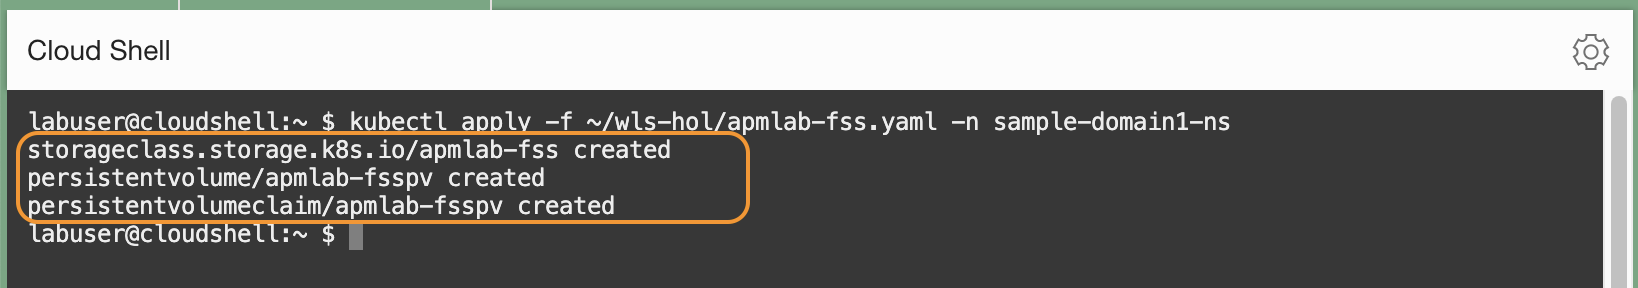 Cloud Shell
labuser@cloudshell:~ $ kubectl apply -f ~/wls-hol/apmlab-fss.yaml -n sample-domain1-ns
storageclass.storage.k8s.io/apmlab-fss created
persistentvolume/apmlab-fsspv created
persistentvolumeclaim/apmlab-fsspv created
labuser@cloudshell:~ $